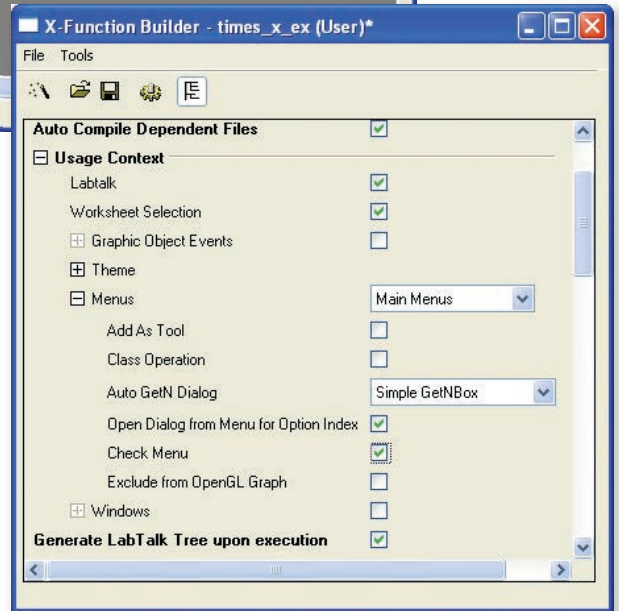 X-Function Builder - times_x_ex (User)*
File Tools
Auto Compile Dependent Files
Usage Context
Labtalk
Worksheet Selection
Graphic Object Events
Theme
Menus Main Menus
Add As Tool
Class Operation
Auto GetN Dialog Simple GetNBox
Open Dialog from Menu for Option Index
Check Menu
Exclude from OpenGL Graph
Windows
Generate LabTalk Tree upon execution